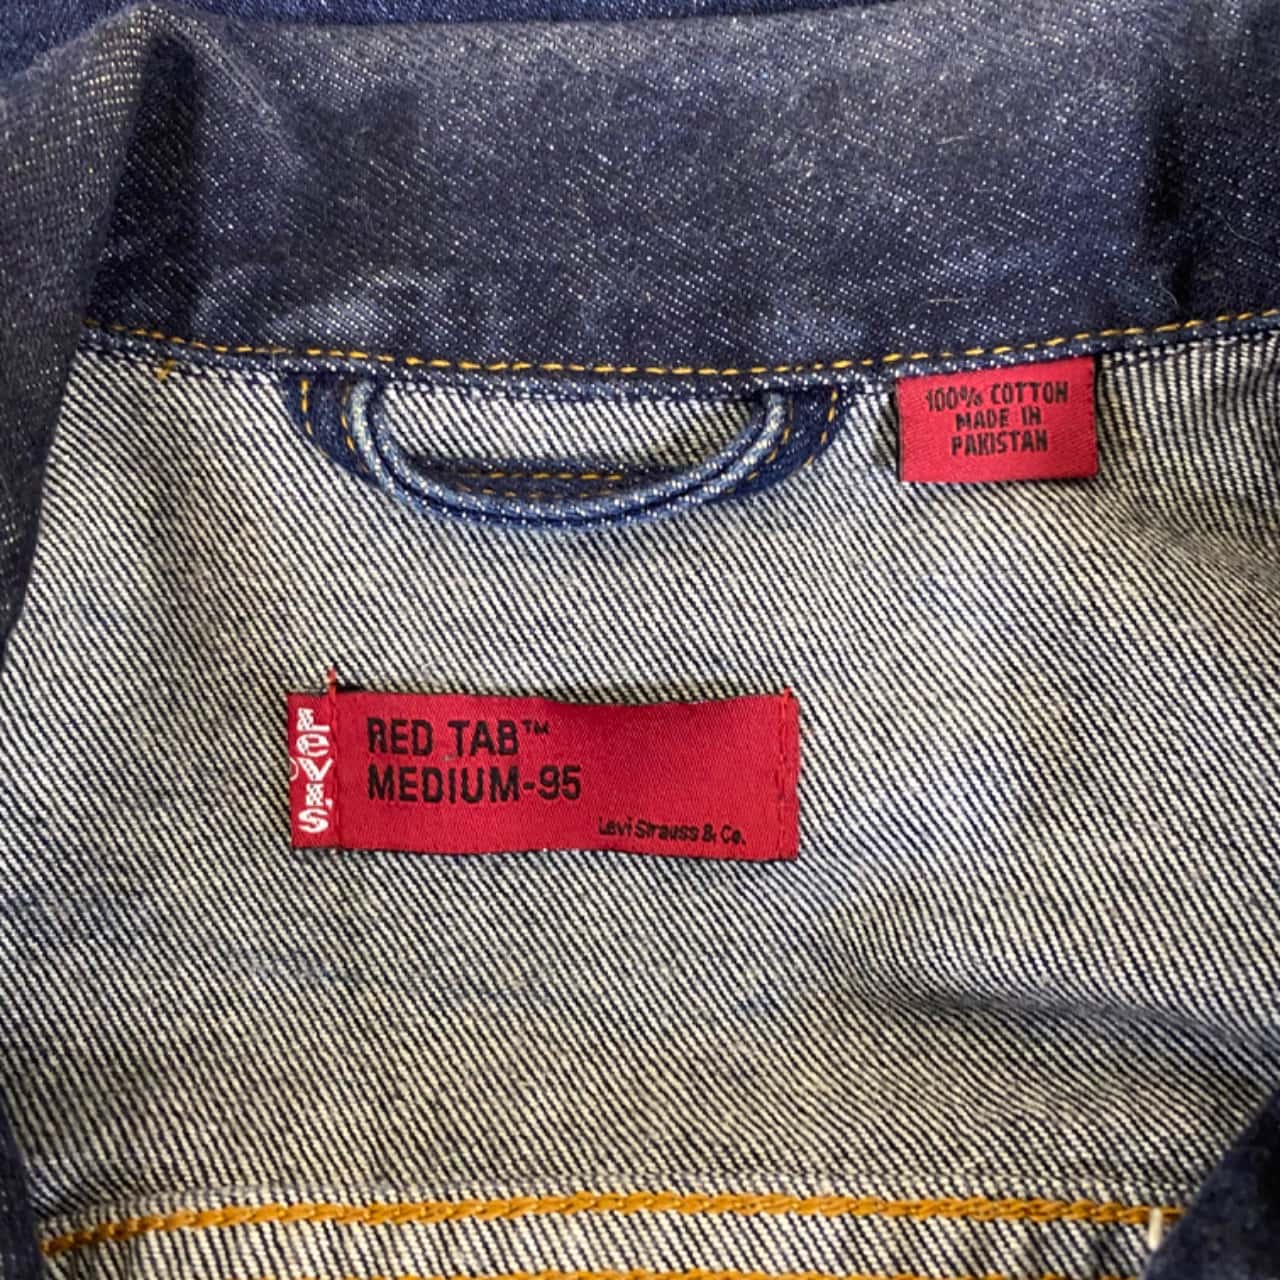 100% COTTON
MADE IN
PAKISTAN
LEVI'S
RED TAB™
MEDIUM-95
Levi Strauss & Co.